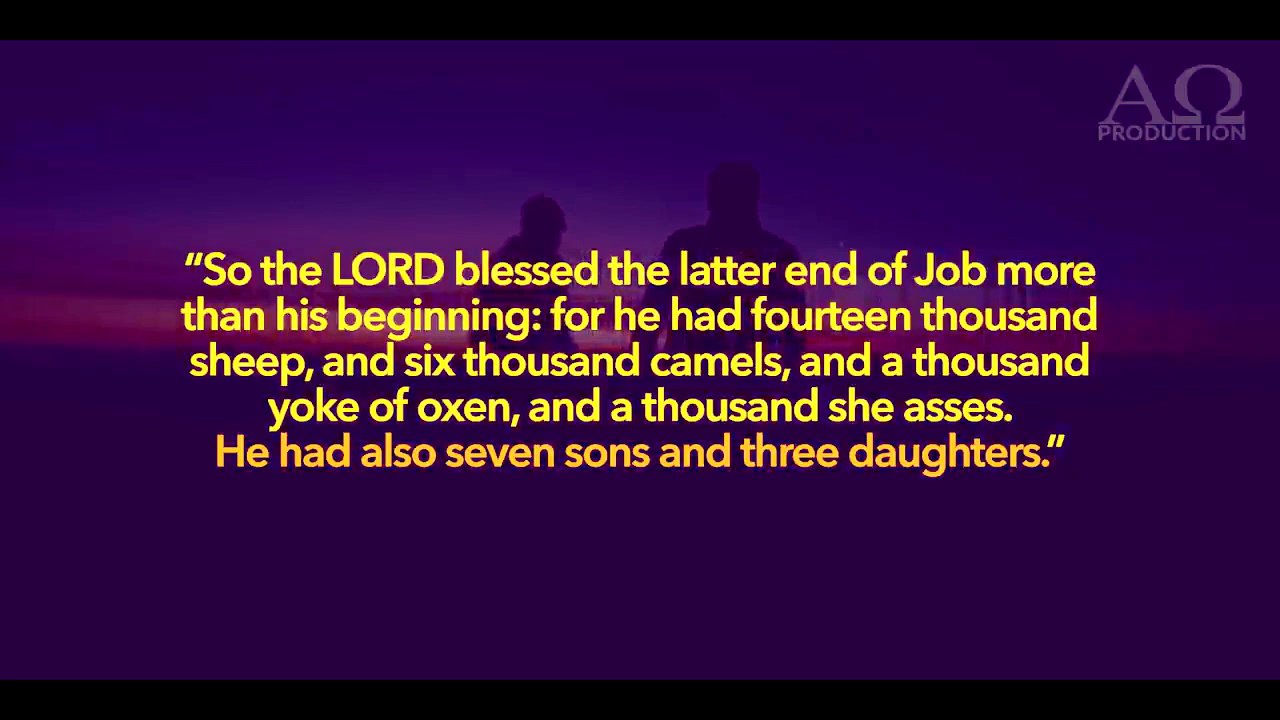 ΑΩ
PRODUCTION
“So the LORD blessed the latter end of Job more
than his beginning: for he had fourteen thousand
sheep, and six thousand camels, and a thousand
yoke of oxen, and a thousand she asses.
He had also seven sons and three daughters.”